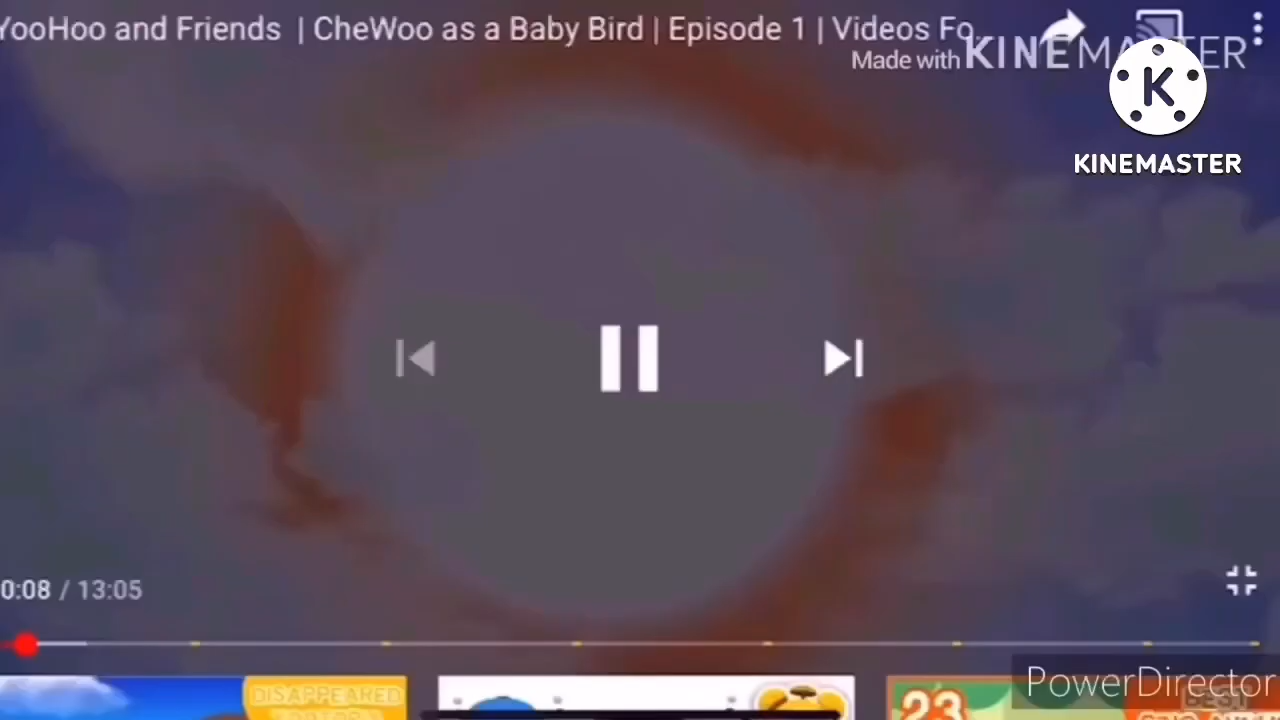 YooHoo and Friends | CheWoo as a Baby Bird | Episode 1 | Videos Fo...
Made with KINEMASTER
K
KINEMASTER
0:08 / 13:05
DISAPPEARED
23
BEST
PowerDirector